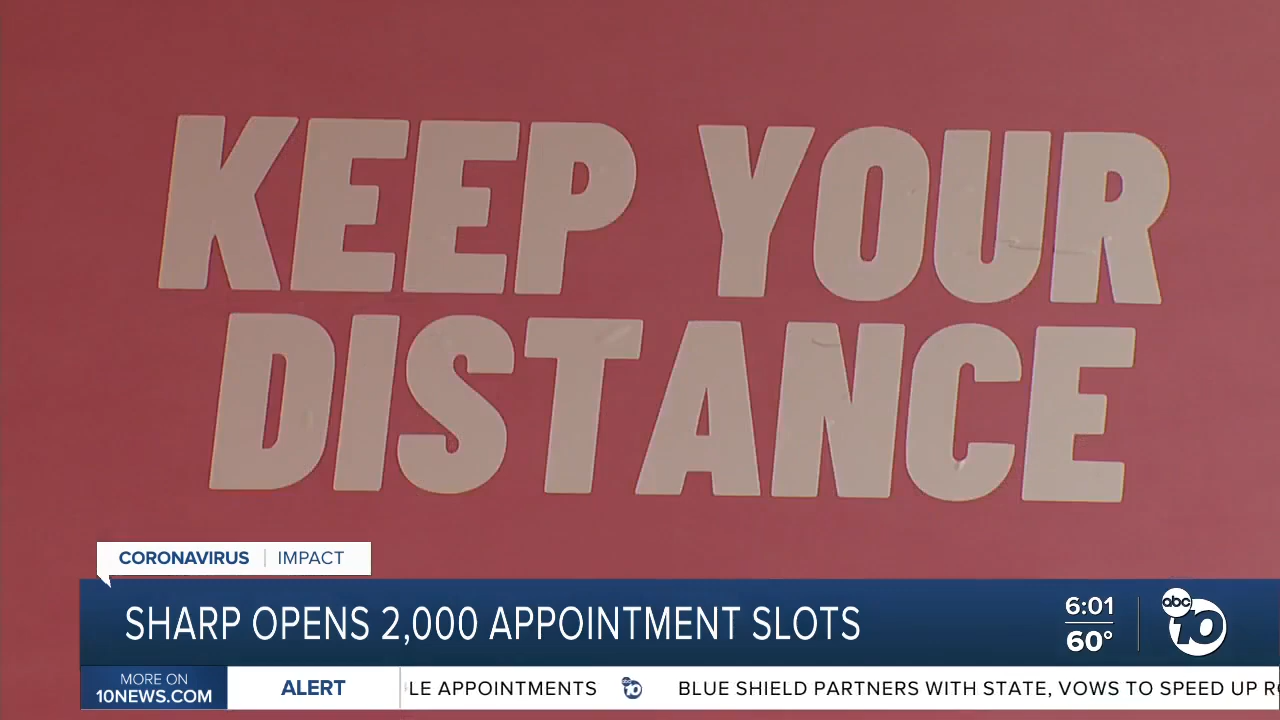 KEEP YOUR
DISTANCE
CORONAVIRUS | IMPACT
SHARP OPENS 2,000 APPOINTMENT SLOTS
6:01
60°
abc 10
MORE ON
10NEWS.COM
ALERT
APPOINTMENTS
BLUE SHIELD PARTNERS WITH STATE, VOWS TO SPEED UP